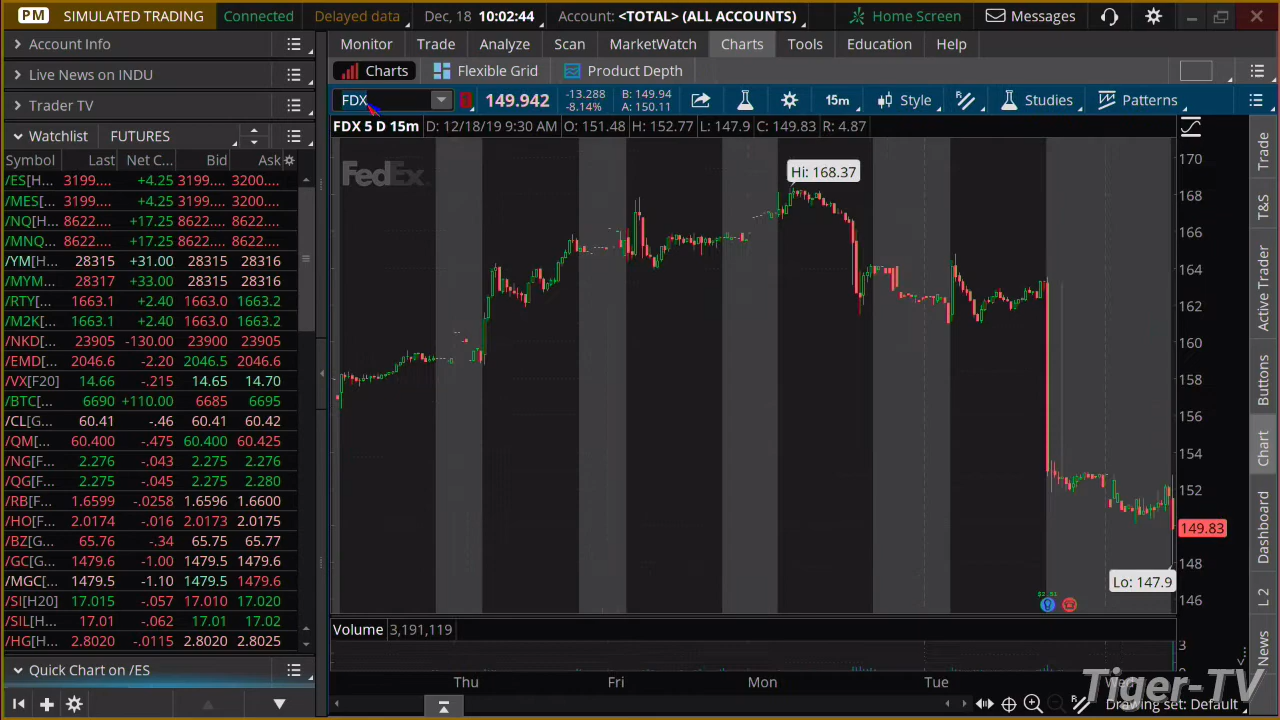 PM SIMULATED TRADING Connected Delayed data Dec, 18 10:02:44 Account: <TOTAL> (ALL ACCOUNTS) Home Screen Messages
Account Info
Live News on INDU
Trader TV
Watchlist FUTURES
Symbol Last Net C... Bid Ask
/ES[H... 3199.... +4.25 3199.... 3200....
/MES... 3199.... +4.25 3199.... 3200....
/NQ[H... 8622.... +17.25 8622.... 8622....
/MNQ... 8622.... +17.25 8622.... 8622....
/YM[H... 28315 +31.00 28315 28316
/MYM... 28317 +33.00 28315 28316
/RTY[... 1663.1 +2.40 1663.0 1663.2
/M2K[... 1663.1 +2.40 1663.0 1663.2
/NKD[... 23905 -130.00 23900 23905
/EMD[... 2046.6 -2.20 2046.5 2046.6
/VX[F20] 14.66 -.215 14.65 14.70
/BTC[... 6690 +110.00 6685 6695
/CL[G... 60.41 -.46 60.41 60.42
/QM[... 60.400 -.475 60.400 60.425
/NG[F... 2.276 -.043 2.275 2.276
/QG[F... 2.275 -.045 2.275 2.280
/RB[F... 1.6599 -.0258 1.6596 1.6600
/HO[F... 2.0174 -.016 2.0173 2.0175
/BZ[G... 65.76 -.34 65.75 65.77
/GC[G... 1479.6 -1.00 1479.5 1479.6
/MGC[... 1479.5 -1.10 1479.5 1479.6
/SI[H20] 17.015 -.057 17.010 17.020
/SIL[H... 17.01 -.062 17.01 17.02
/HG[H... 2.8020 -.0115 2.8020 2.8025
Quick Chart on /ES
Monitor Trade Analyze Scan MarketWatch Charts Tools Education Help
Charts Flexible Grid Product Depth
FDX 149.942 -13.288 -8.14% B: 149.94 A: 150.11 15m Style Studies Patterns
FDX 5 D 15m D: 12/18/19 9:30 AM O: 151.48 H: 152.77 L: 147.9 C: 149.83 R: 4.87
FedEx.
Hi: 168.37
Lo: 147.9
170
168
166
164
162
160
158
156
154
152
149.83
148
146
Volume 3,191,119
3
Thu Fri Mon Tue Wed
Drawing set: Default
Trade
T&S
Active Trader
Buttons
Chart
Dashboard
L 2
News
Tiger-TV